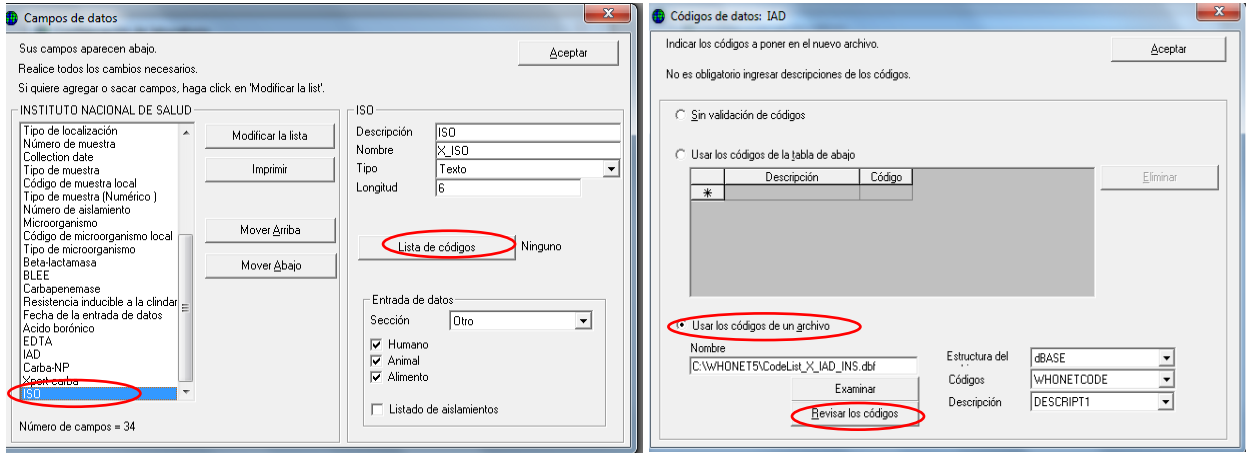 Campos de datos
Sus campos aparecen abajo.
Realice todos los cambios necesarios.
Si quiere agregar o sacar campos, haga click en 'Modificar la list'.
Aceptar
INSTITUTO NACIONAL DE SALUD
Tipo de localización
Número de muestra
Collection date
Tipo de muestra
Código de muestra local
Tipo de muestra (Numérico )
Número de aislamiento
Microorganismo
Código de microorganismo local
Tipo de microorganismo
Beta-lactamasa
BLEE
Carbapenemase
Resistencia inducible a la clindar
Fecha de la entrada de datos
Acido borónico
EDTA
IAD
Carba-NP
Xpert carba
ISO
Número de campos = 34
Modificar la lista
Imprimir
Mover Arriba
Mover Abajo
ISO
Descripción ISO
Nombre X_ISO
Tipo Texto
Longitud 6
Lista de códigos Ninguno
Entrada de datos
Sección Otro
Humano
Animal
Alimento
Listado de aislamientos
Códigos de datos: IAD
Indicar los códigos a poner en el nuevo archivo.
No es obligatorio ingresar descripciones de los códigos.
Aceptar
Sin validación de códigos
Usar los códigos de la tabla de abajo
Descripción Código
Eliminar
Usar los códigos de un archivo
Nombre
C:\WHONET5\CodeList_X_IAD_INS.dbf
Examinar
Revisar los códigos
Estructura del dBASE
Códigos WHONETCODE
Descripción DESCRIPT1